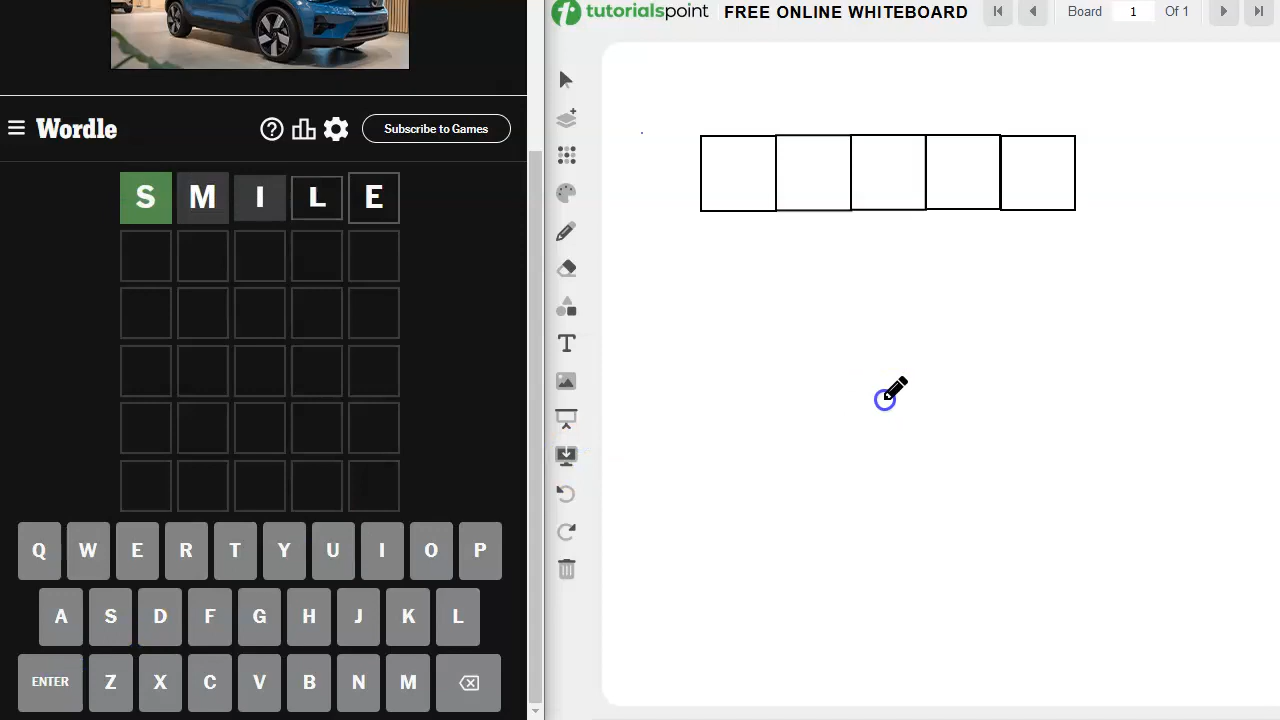 tutorialspoint FREE ONLINE WHITEBOARD Board 1 Of 1
Wordle Subscribe to Games
S M I L E
Q W E R T Y U I O P
A S D F G H J K L
ENTER Z X C V B N M
T